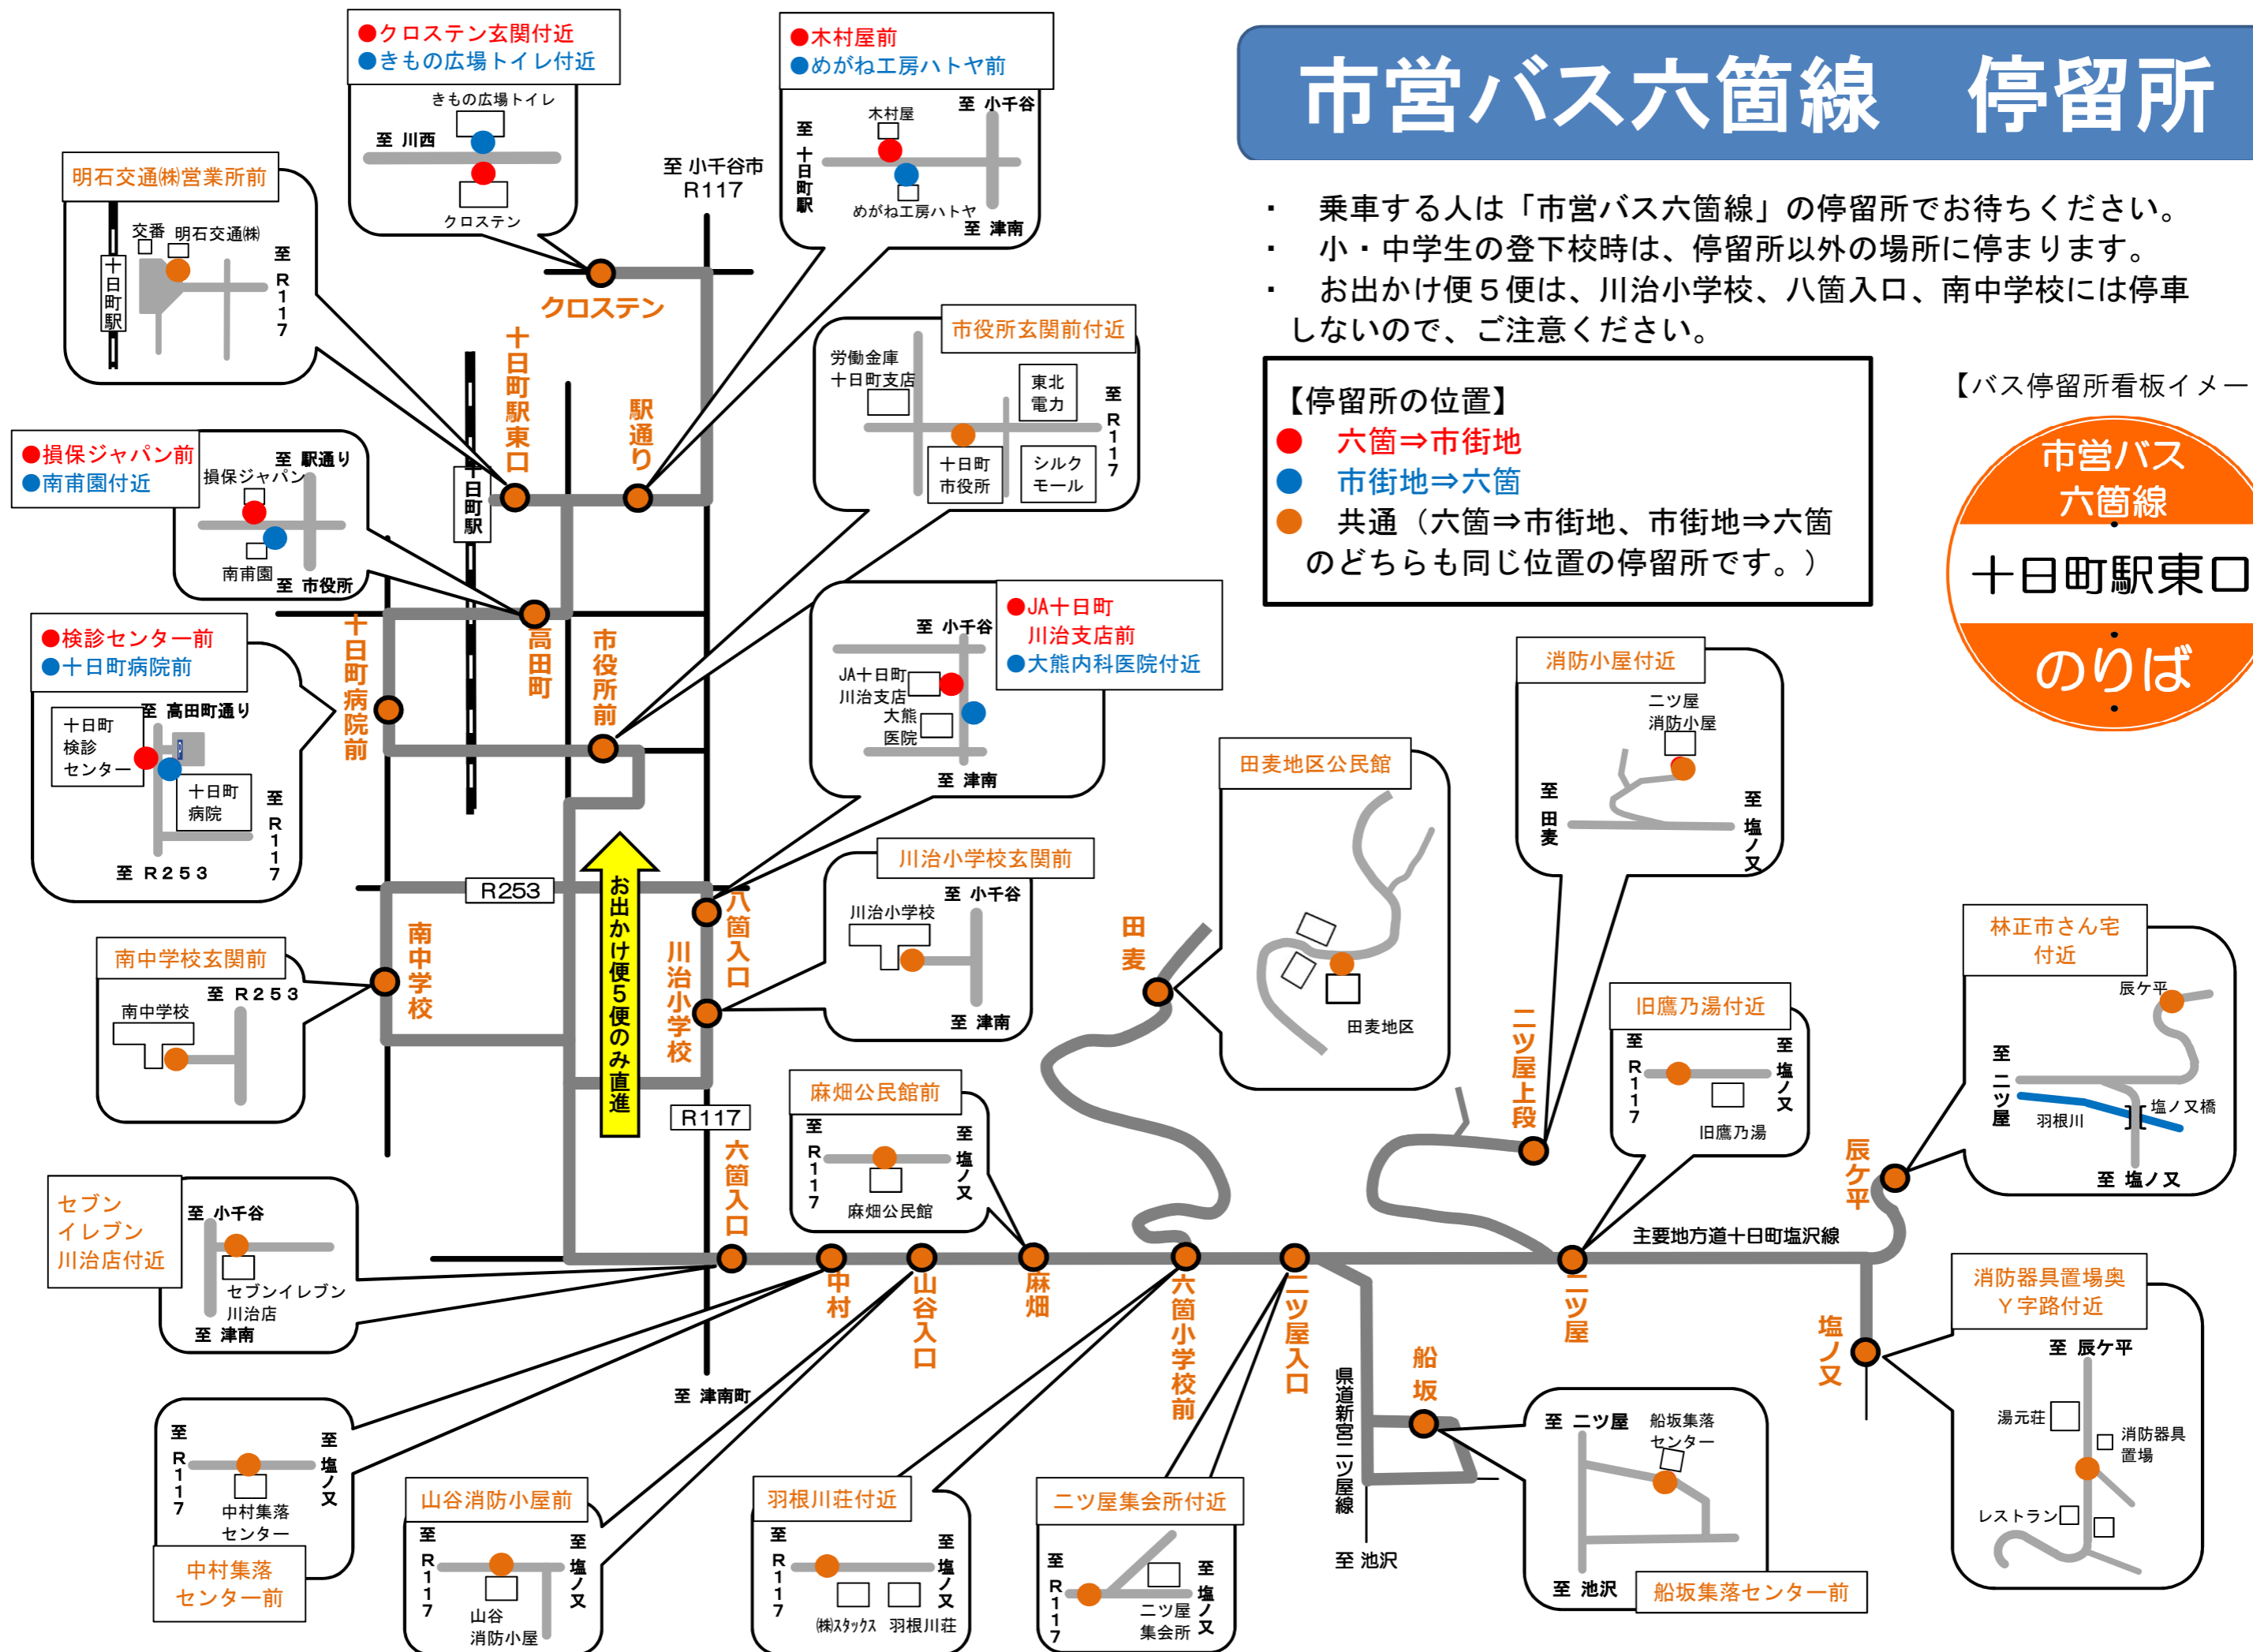 市営バス六箇線　停留所
・　乗車する人は「市営バス六箇線」の停留所でお待ちください。
・　小・中学生の登下校時は、停留所以外の場所に停まります。
・　お出かけ便５便は、川治小学校、八箇入口、南中学校には停車
しないので、ご注意ください。
【停留所の位置】
●　六箇⇒市街地
●　市街地⇒六箇
●　共通（六箇⇒市街地、市街地⇒六箇
のどちらも同じ位置の停留所です。）
【バス停留所看板イメー
市営バス
六箇線
十日町駅東口
のりば
●クロステン玄関付近
●きもの広場トイレ付近
きもの広場トイレ
至 川西
クロステン
●木村屋前
●めがね工房ハトヤ前
至 小千谷
木村屋
至 十日町駅
めがね工房ハトヤ
至 津南
至 小千谷市
R117
明石交通㈱営業所前
交番
明石交通㈱
十日町駅
至 R117
クロステン
十日町駅東口
駅通り
十日町駅
市役所玄関前付近
労働金庫
十日町支店
東北
電力
至 R117
十日町
市役所
シルク
モール
●損保ジャパン前
●南甫園付近
至 駅通り
損保ジャパン
南甫園
至 市役所
高田町
市役所前
十日町病院前
●検診センター前
●十日町病院前
至 高田町通り
十日町
検診
センター
十日町
病院
至 R117
至 R253
●JA十日町
川治支店前
●大熊内科医院付近
至 小千谷
JA十日町
川治支店
大熊
医院
至 津南
R253
お出かけ便５便のみ直進
八箇入口
川治小学校
川治小学校玄関前
至 小千谷
川治小学校
至 津南
南中学校
南中学校玄関前
至 R253
南中学校
R117
六箇入口
セブン
イレブン
川治店付近
至 小千谷
セブンイレブン
川治店
至 津南
麻畑公民館前
至 R117
至 塩ノ又
麻畑公民館
田麦
田麦地区公民館
田麦地区
消防小屋付近
二ツ屋
消防小屋
至 田麦
至 塩ノ又
二ツ屋上段
旧鷹乃湯付近
至 R117
至 塩ノ又
旧鷹乃湯
林正市さん宅
付近
辰ケ平
至 二ツ屋
羽根川
塩ノ又橋
至 塩ノ又
辰ケ平
主要地方道十日町塩沢線
中村
山谷入口
麻畑
六箇小学校前
二ツ屋入口
二ツ屋
塩ノ又
船坂
県道新宮二ツ屋線
至 池沢
至 津南町
至 R117
至 塩ノ又
中村集落
センター
中村集落
センター前
山谷消防小屋前
至 R117
至 塩ノ又
山谷
消防小屋
羽根川荘付近
至 R117
至 塩ノ又
㈱スタックス
羽根川荘
二ツ屋集会所付近
至 R117
至 塩ノ又
二ツ屋
集会所
至 二ツ屋
船坂集落
センター
至 池沢
船坂集落センター前
消防器具置場奥
Ｙ字路付近
至 辰ケ平
湯元荘
消防器具
置場
レストラン